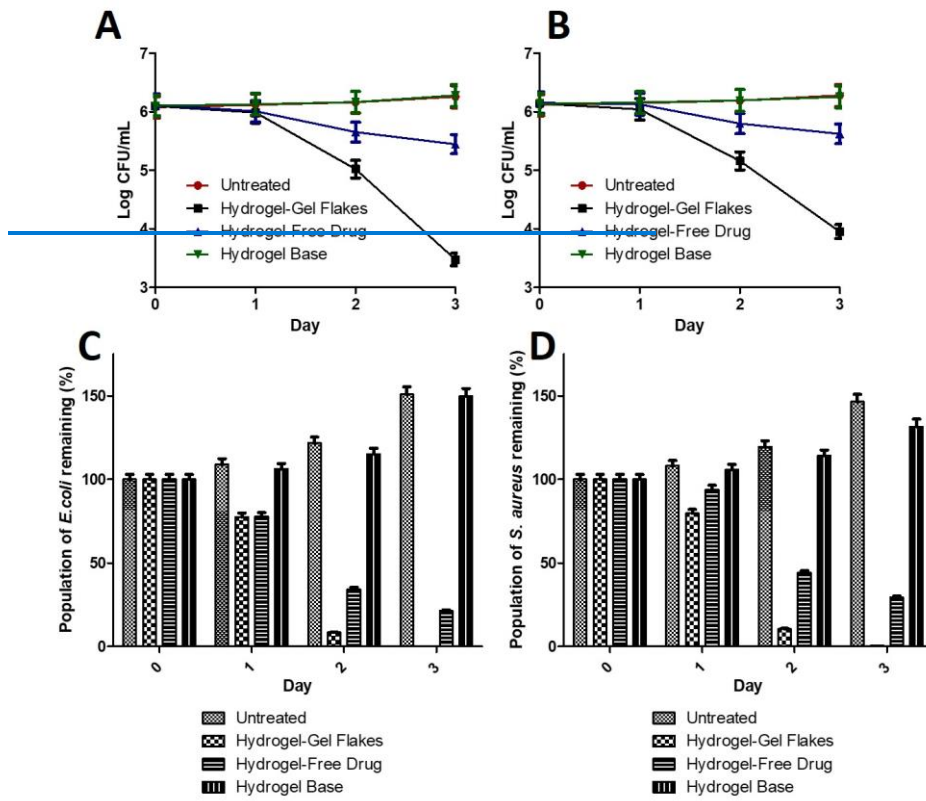 A
B
7
6
5
4
3
Log CFU/mL
Untreated
Hydrogel-Gel Flakes
Hydrogel-Free Drug
Hydrogel Base
0 1 2 3
Day
7
6
5
4
3
Log CFU/mL
Untreated
Hydrogel-Gel Flakes
Hydrogel-Free Drug
Hydrogel Base
0 1 2 3
Day
C
D
Population of E.coli remaining (%)
150
100
50
0
0 1 2 3
Day
Untreated
Hydrogel-Gel Flakes
Hydrogel-Free Drug
Hydrogel Base
Population of S. aureus remaining (%)
150
100
50
0
0 1 2 3
Day
Untreated
Hydrogel-Gel Flakes
Hydrogel-Free Drug
Hydrogel Base